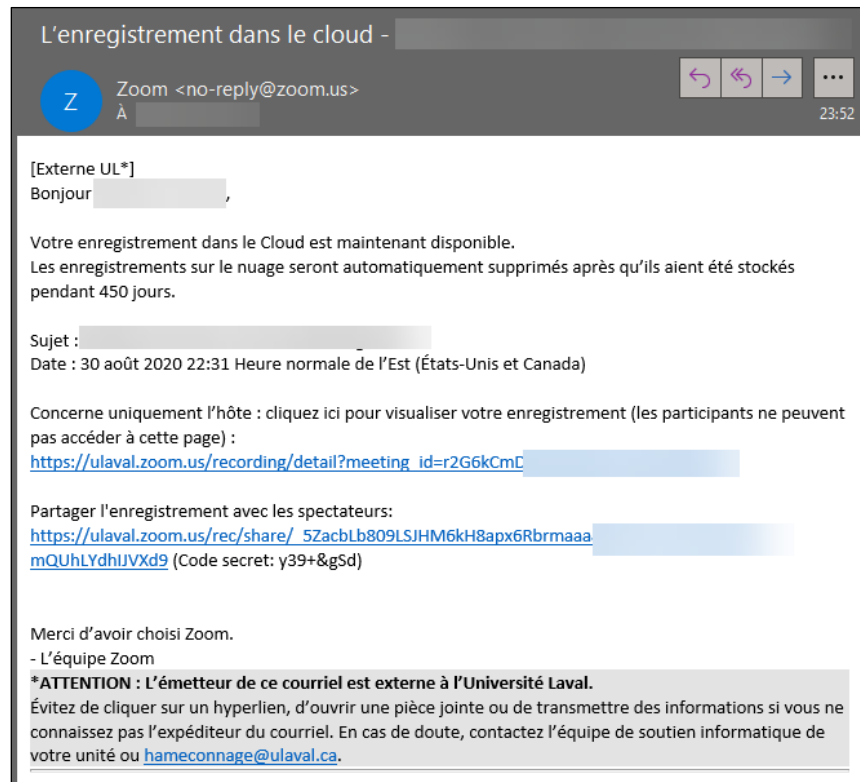 L'enregistrement dans le cloud -
Z
Zoom <no-reply@zoom.us>
À
23:52
[Externe UL*]
Bonjour ,
Votre enregistrement dans le Cloud est maintenant disponible.
Les enregistrements sur le nuage seront automatiquement supprimés après qu'ils aient été stockés
pendant 450 jours.
Sujet :
Date : 30 août 2020 22:31 Heure normale de l'Est (États-Unis et Canada)
Concerne uniquement l'hôte : cliquez ici pour visualiser votre enregistrement (les participants ne peuvent
pas accéder à cette page) :
https://ulaval.zoom.us/recording/detail?meeting_id=r2G6kCmD
Partager l'enregistrement avec les spectateurs:
https://ulaval.zoom.us/rec/share/_5ZacbLb809LSJHM6kH8apx6Rbrmaaa
mQUhLYdhIJVXd9 (Code secret: y39+&gSd)
Merci d'avoir choisi Zoom.
- L'équipe Zoom
*ATTENTION : L'émetteur de ce courriel est externe à l'Université Laval.
Évitez de cliquer sur un hyperlien, d'ouvrir une pièce jointe ou de transmettre des informations si vous ne
connaissez pas l'expéditeur du courriel. En cas de doute, contactez l'équipe de soutien informatique de
votre unité ou hameconnage@ulaval.ca.